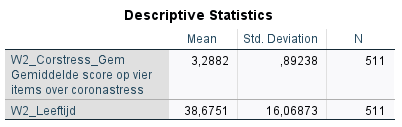 Descriptive Statistics
Mean Std. Deviation N
W2_Corstress_Gem 3,2882 ,89238 511
Gemiddelde score op vier
items over coronastress
W2_Leeftijd 38,6751 16,06873 511